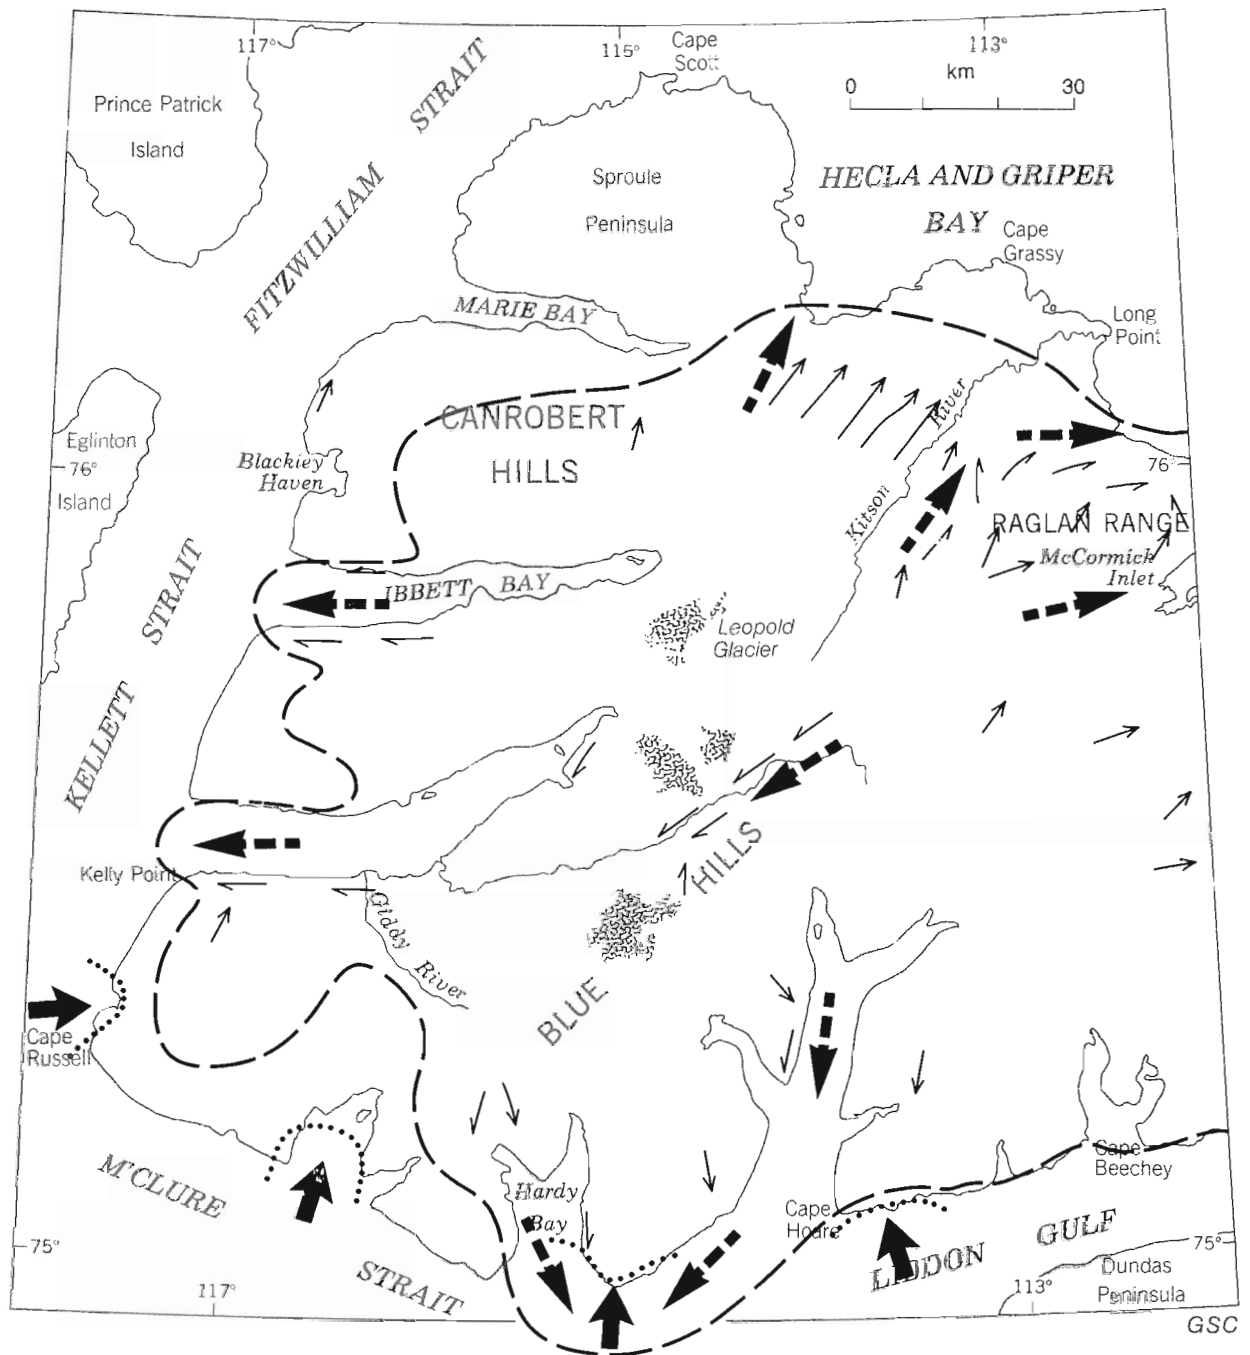 117°
115°
Cape
Scott
113°
km
0 30
Prince Patrick
Island
FITZWILLIAM STRAIT
Sproule
Peninsula
HECLA AND GRIPER
BAY
Cape
Grassy
MARIE BAY
Long
Point
CANROBERT
HILLS
River
Kitson
Eglinton
Island
76°
Blackley
Haven
76°
RAGLAN RANGE
McCormick
Inlet
IBBETT BAY
KELLETT STRAIT
Leopold
Glacier
Kelly Point
Giddy
River
BLUE HILLS
Cape
Russell
M'CLURE
STRAIT
Hardy
Bay
Cape
Hoare
Cape
Beechey
LIDDON GULF
75°
75°
Dundas
Peninsula
117°
113°
GSC